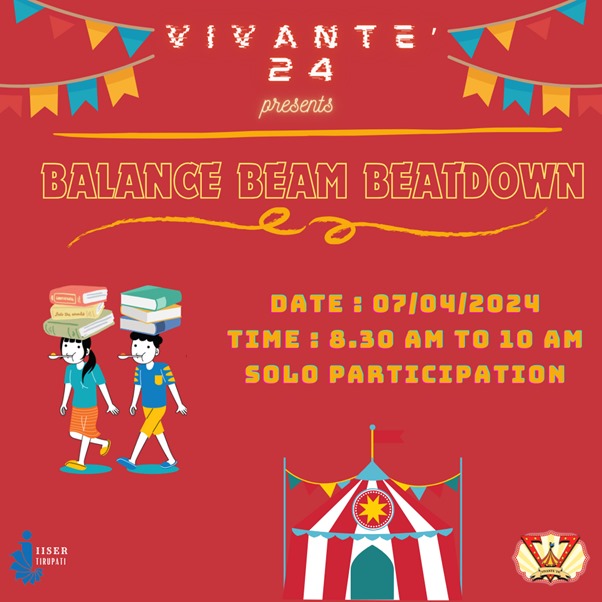 VIVANTE'
24
presents
BALANCE BEAM BEATDOWN
DATE : 07/04/2024
TIME : 8.30 AM TO 10 AM
SOLO PARTICIPATION
IISER
TIRUPATI